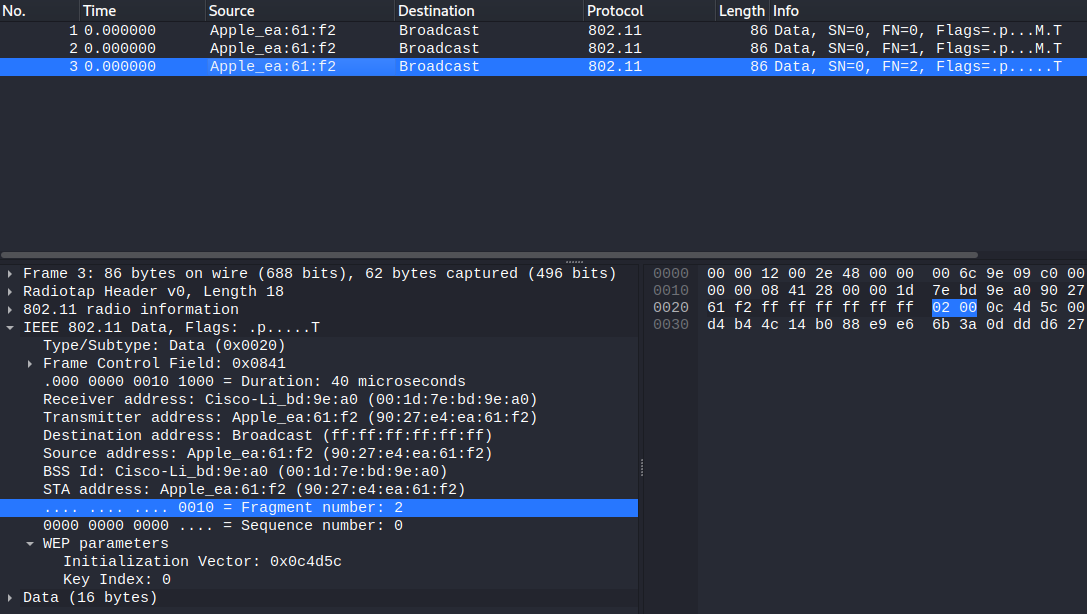 No. Time Source Destination Protocol Length Info
1 0.000000 Apple_ea:61:f2 Broadcast 802.11 86 Data, SN=0, FN=0, Flags=.p...M.T
2 0.000000 Apple_ea:61:f2 Broadcast 802.11 86 Data, SN=0, FN=1, Flags=.p...M.T
3 0.000000 Apple_ea:61:f2 Broadcast 802.11 86 Data, SN=0, FN=2, Flags=.p.....T
Frame 3: 86 bytes on wire (688 bits), 62 bytes captured (496 bits)
Radiotap Header v0, Length 18
802.11 radio information
IEEE 802.11 Data, Flags: .p.....T
Type/Subtype: Data (0x0020)
Frame Control Field: 0x0841
.000 0000 0010 1000 = Duration: 40 microseconds
Receiver address: Cisco-Li_bd:9e:a0 (00:1d:7e:bd:9e:a0)
Transmitter address: Apple_ea:61:f2 (90:27:e4:ea:61:f2)
Destination address: Broadcast (ff:ff:ff:ff:ff:ff)
Source address: Apple_ea:61:f2 (90:27:e4:ea:61:f2)
BSS Id: Cisco-Li_bd:9e:a0 (00:1d:7e:bd:9e:a0)
STA address: Apple_ea:61:f2 (90:27:e4:ea:61:f2)
.... .... .... 0010 = Fragment number: 2
0000 0000 0000 .... = Sequence number: 0
WEP parameters
Initialization Vector: 0x0c4d5c
Key Index: 0
Data (16 bytes)
0000 00 00 12 00 2e 48 00 00 00 6c 9e 09 c0 00
0010 00 00 08 41 28 00 00 1d 7e bd 9e a0 90 27
0020 61 f2 ff ff ff ff ff ff 02 00 0c 4d 5c 00
0030 d4 b4 4c 14 b0 88 e9 e6 6b 3a 0d dd d6 27